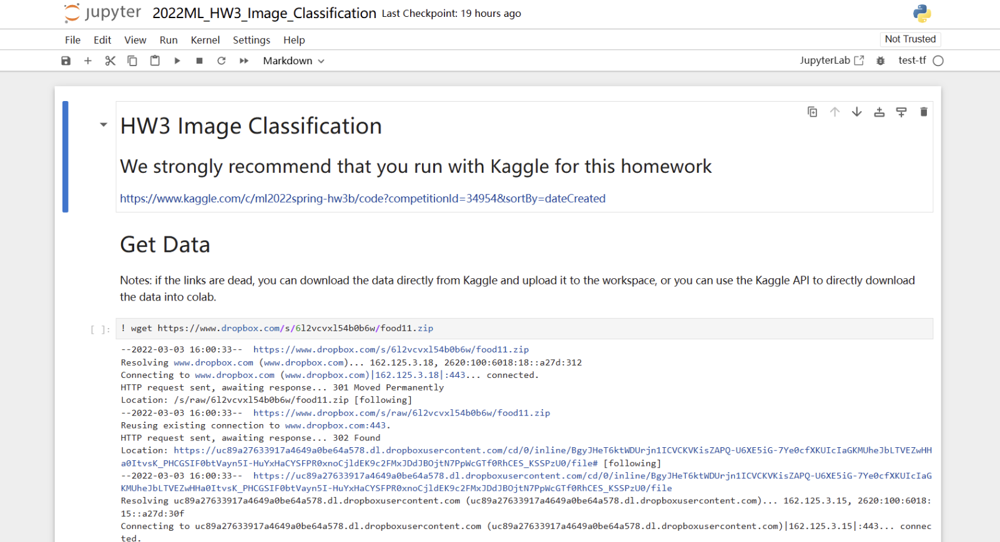 jupyter 2022ML_HW3_Image_Classification Last Checkpoint: 19 hours ago
File Edit View Run Kernel Settings Help Not Trusted
Markdown JupyterLab test-tf
HW3 Image Classification
We strongly recommend that you run with Kaggle for this homework
https://www.kaggle.com/c/ml2022spring-hw3b/code?competitionId=34954&sortBy=dateCreated
Get Data
Notes: if the links are dead, you can download the data directly from Kaggle and upload it to the workspace, or you can use the Kaggle API to directly download
the data into colab.
[ ]: ! wget https://www.dropbox.com/s/6l2vcvxl54b0b6w/food11.zip
--2022-03-03 16:00:33--  https://www.dropbox.com/s/6l2vcvxl54b0b6w/food11.zip
Resolving www.dropbox.com (www.dropbox.com)... 162.125.3.18, 2620:100:6018:18::a27d:312
Connecting to www.dropbox.com (www.dropbox.com)|162.125.3.18|:443... connected.
HTTP request sent, awaiting response... 301 Moved Permanently
Location: /s/raw/6l2vcvxl54b0b6w/food11.zip [following]
--2022-03-03 16:00:33--  https://www.dropbox.com/s/raw/6l2vcvxl54b0b6w/food11.zip
Reusing existing connection to www.dropbox.com:443.
HTTP request sent, awaiting response... 302 Found
Location: https://uc89a27633917a4649a0be64a578.dl.dropboxusercontent.com/cd/0/inline/BgyJHeT6ktWDUrjn1ICVCKVKisZAPQ-U6XE5iG-7Ye0cfXKUIcIaGKMUheJbLTVEZwHH
a0ItvsK_PHCGSIF0btVayn5I-HuYxHaCYSFPR0xnoCjldEK9c2FMxJDdJBOjtN7PpWcGTf0RhCES_KSSPzU0/file# [following]
--2022-03-03 16:00:33--  https://uc89a27633917a4649a0be64a578.dl.dropboxusercontent.com/cd/0/inline/BgyJHeT6ktWDUrjn1ICVCKVKisZAPQ-U6XE5iG-7Ye0cfXKUIcIaG
KMUheJbLTVEZwHHa0ItvsK_PHCGSIF0btVayn5I-HuYxHaCYSFPR0xnoCjldEK9c2FMxJDdJBOjtN7PpWcGTf0RhCES_KSSPzU0/file
Resolving uc89a27633917a4649a0be64a578.dl.dropboxusercontent.com (uc89a27633917a4649a0be64a578.dl.dropboxusercontent.com)... 162.125.3.15, 2620:100:6018:
15::a27d:30f
Connecting to uc89a27633917a4649a0be64a578.dl.dropboxusercontent.com (uc89a27633917a4649a0be64a578.dl.dropboxusercontent.com)|162.125.3.15|:443... connec
ted.